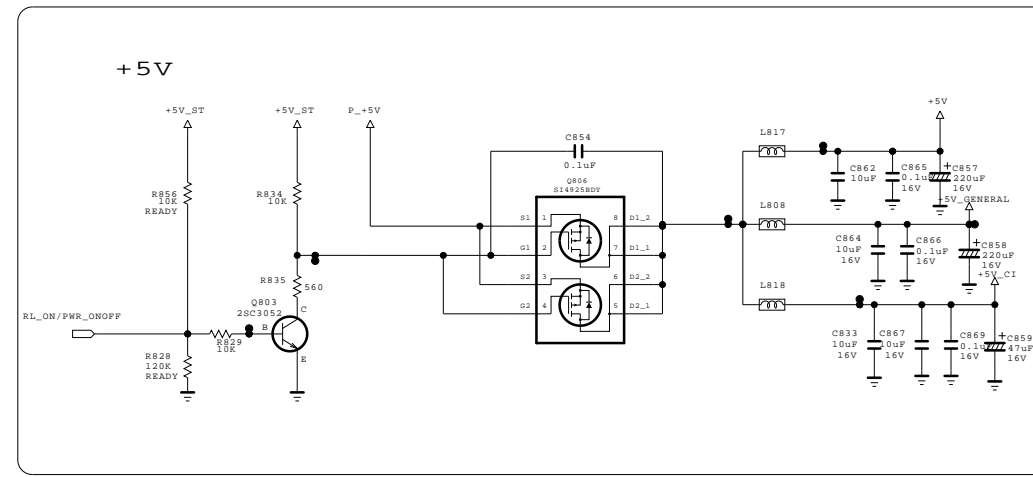 +5V
+5V_ST
+5V_ST
P_+5V
+5V
C854
0.1uF
L817
Q806
SI4925BDY
R856
10K
READY
R834
10K
C862
10uF
C865
0.1uF
16V
C857
220uF
16V
+5V_GENERAL
S1
1
8
D1_2
L808
G1
2
7
D1_1
C864
10uF
16V
C866
0.1uF
16V
C858
220uF
16V
+5V_CI
S2
3
6
D2_2
R835
560
L818
Q803
2SC3052
C
G2
4
5
D2_1
RL_ON/PWR_ONOFF
B
R829
10K
E
R828
120K
READY
C833
10uF
16V
C867
10uF
16V
C869
0.1uF
16V
C859
47uF
16V